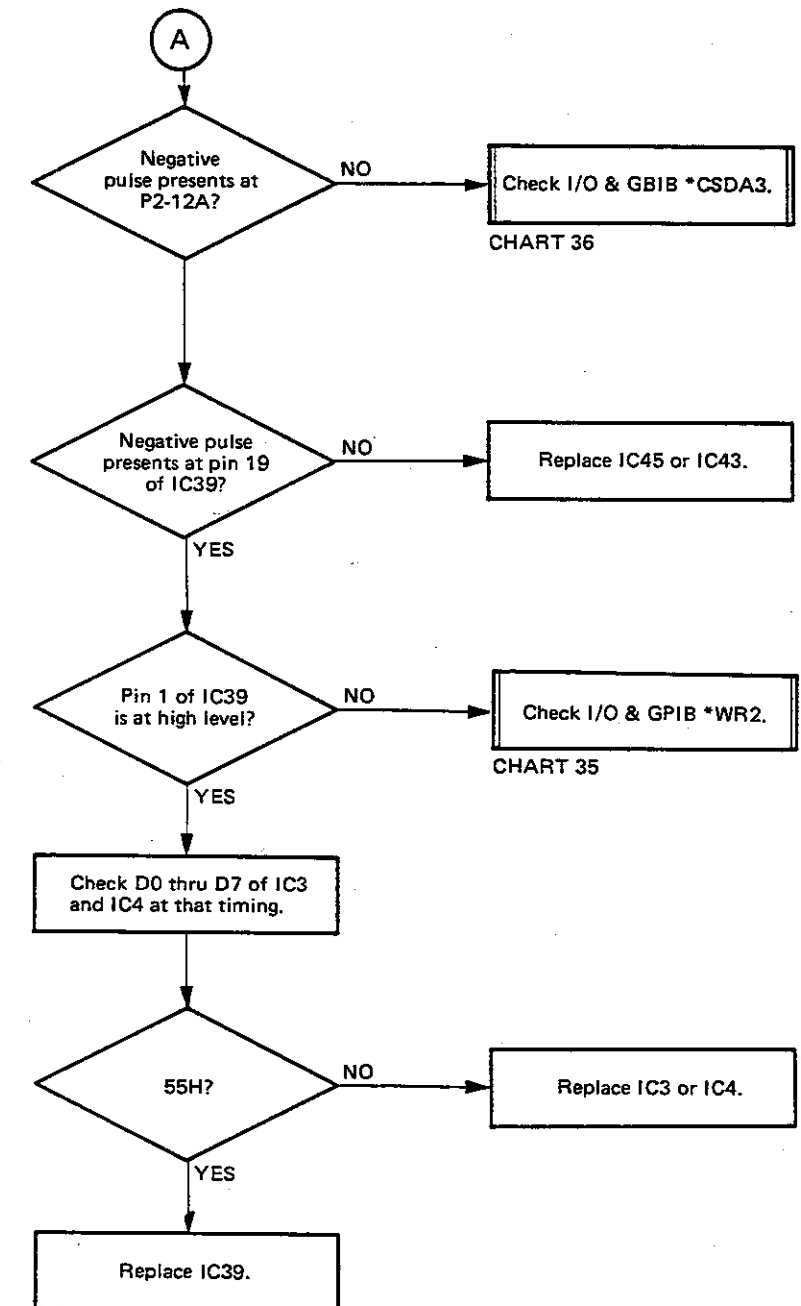 A
Negative
pulse presents at
P2-12A?
NO
Check I/O & GBIB *CSDA3.
CHART 36
Negative pulse
presents at pin 19
of IC39?
NO
Replace IC45 or IC43.
YES
Pin 1 of IC39
is at high level?
NO
Check I/O & GPIB *WR2.
CHART 35
YES
Check D0 thru D7 of IC3
and IC4 at that timing.
55H?
NO
Replace IC3 or IC4.
YES
Replace IC39.